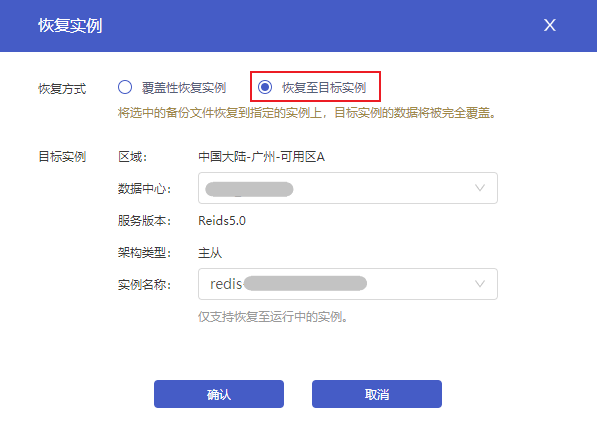 恢复实例
恢复方式 覆盖性恢复实例 恢复至目标实例
将选中的备份文件恢复到指定的实例上，目标实例的数据将被完全覆盖。
目标实例 区域： 中国大陆-广州-可用区A
数据中心：
服务版本： Reids5.0
架构类型： 主从
实例名称： redis
仅支持恢复至运行中的实例。
确认 取消